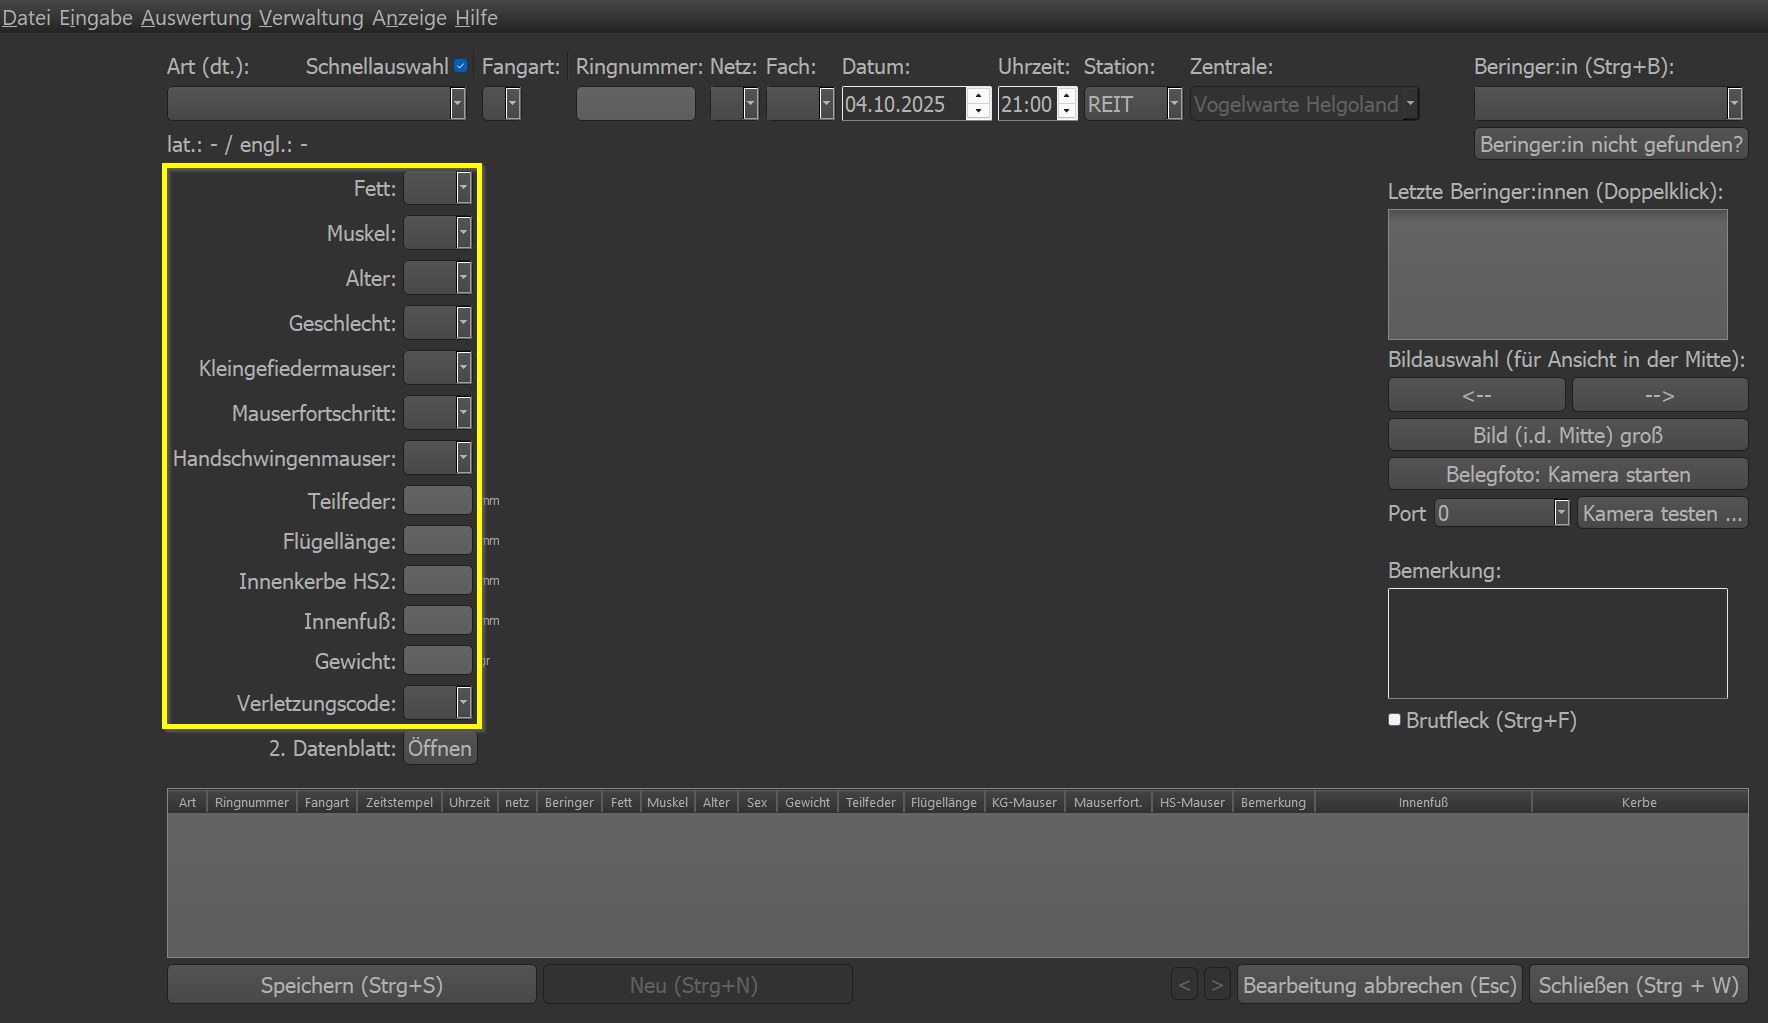 Datei Eingabe Auswertung Verwaltung Anzeige Hilfe
Art (dt.): Schnellauswahl Fangart: Ringnummer: Netz: Fach: Datum: Uhrzeit: Station: Zentrale: Beringer:in (Strg+B):
04.10.2025 21:00 REIT Vogelwarte Helgoland
lat.: - / engl.: -
Beringer:in nicht gefunden?
Fett:
Muskel:
Alter:
Geschlecht:
Kleingefiedermauser:
Mauserfortschritt:
Handschwingenmauser:
Teilfeder: mm
Flügellänge: mm
Innenkerbe HS2: mm
Innenfuß: mm
Gewicht: gr
Verletzungscode:
2. Datenblatt: Öffnen
Letzte Beringer:innen (Doppelklick):
Bildauswahl (für Ansicht in der Mitte):
<-- -->
Bild (i.d. Mitte) groß
Belegfoto: Kamera starten
Port 0 Kamera testen ...
Bemerkung:
Brutfleck (Strg+F)
Art Ringnummer Fangart Zeitstempel Uhrzeit netz Beringer Fett Muskel Alter Sex Gewicht Teilfeder Flügellänge KG-Mauser Mauserfort. HS-Mauser Bemerkung Innenfuß Kerbe
Speichern (Strg+S) Neu (Strg+N) < > Bearbeitung abbrechen (Esc) Schließen (Strg + W)